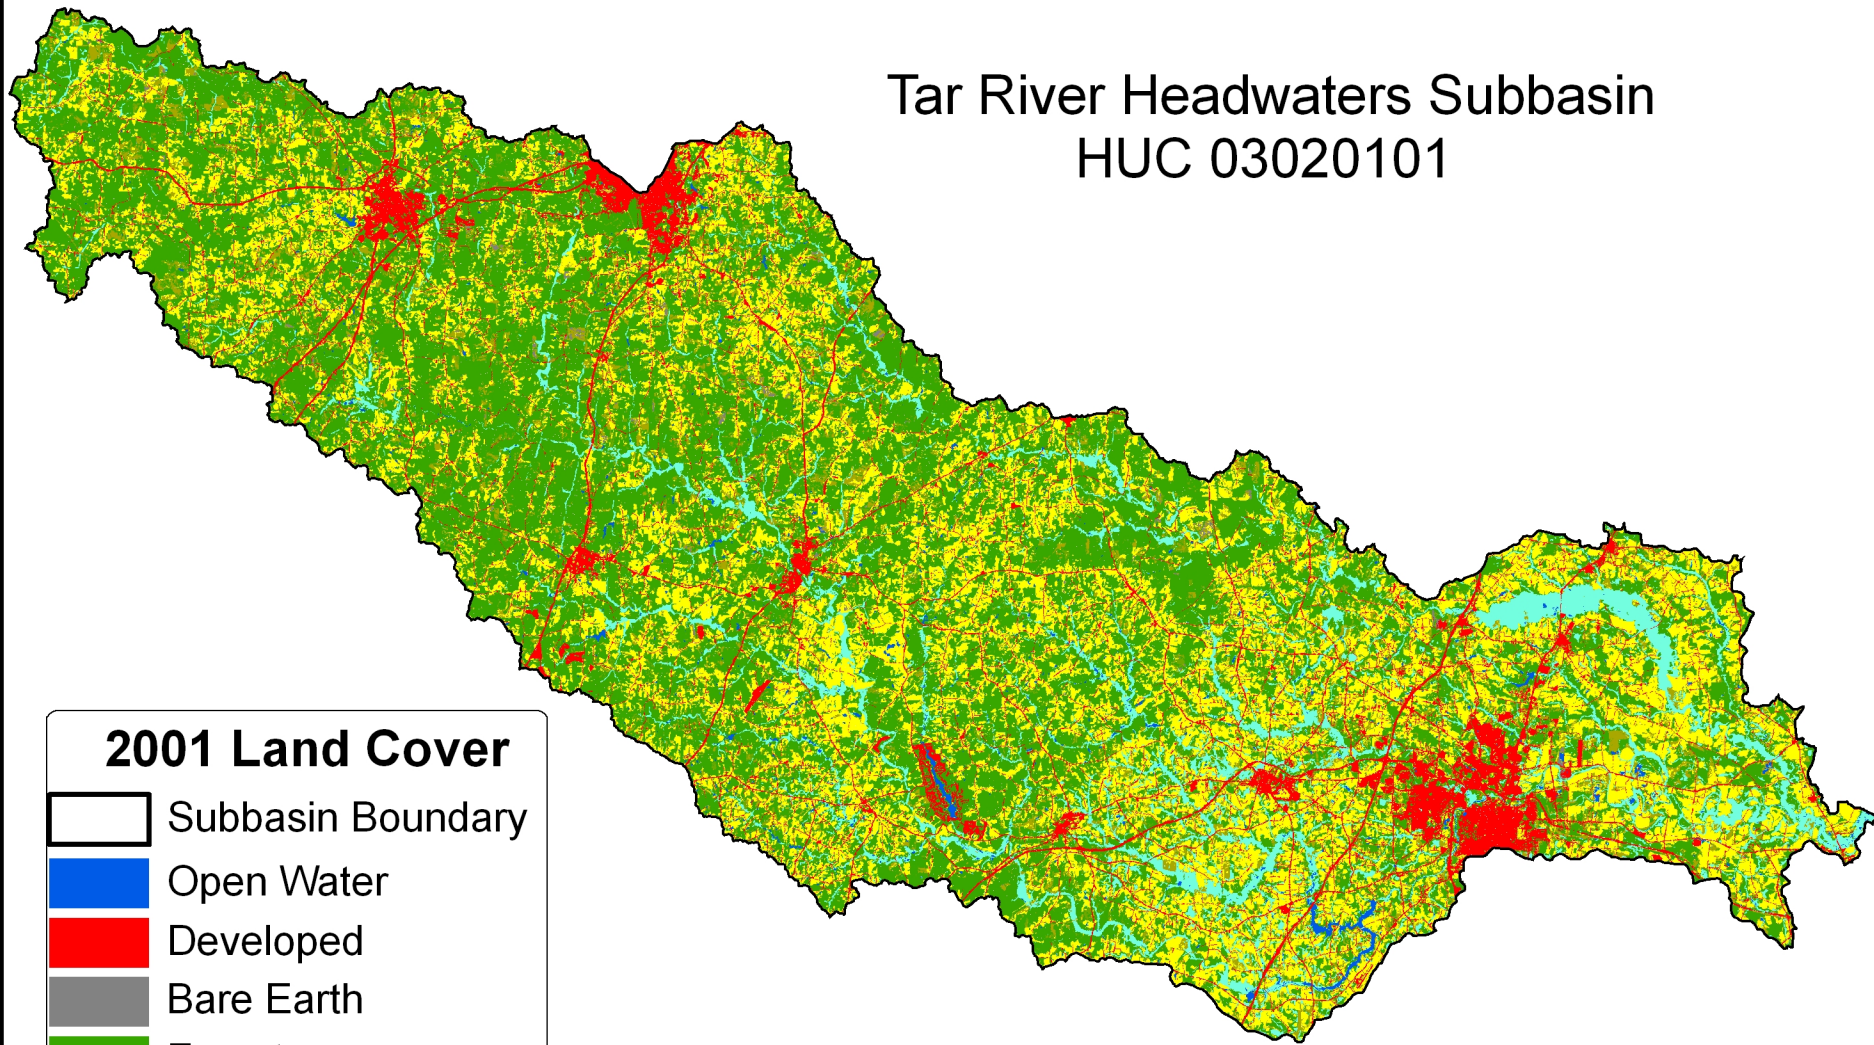 Tar River Headwaters Subbasin
HUC 03020101
2001 Land Cover
Subbasin Boundary
Open Water
Developed
Bare Earth